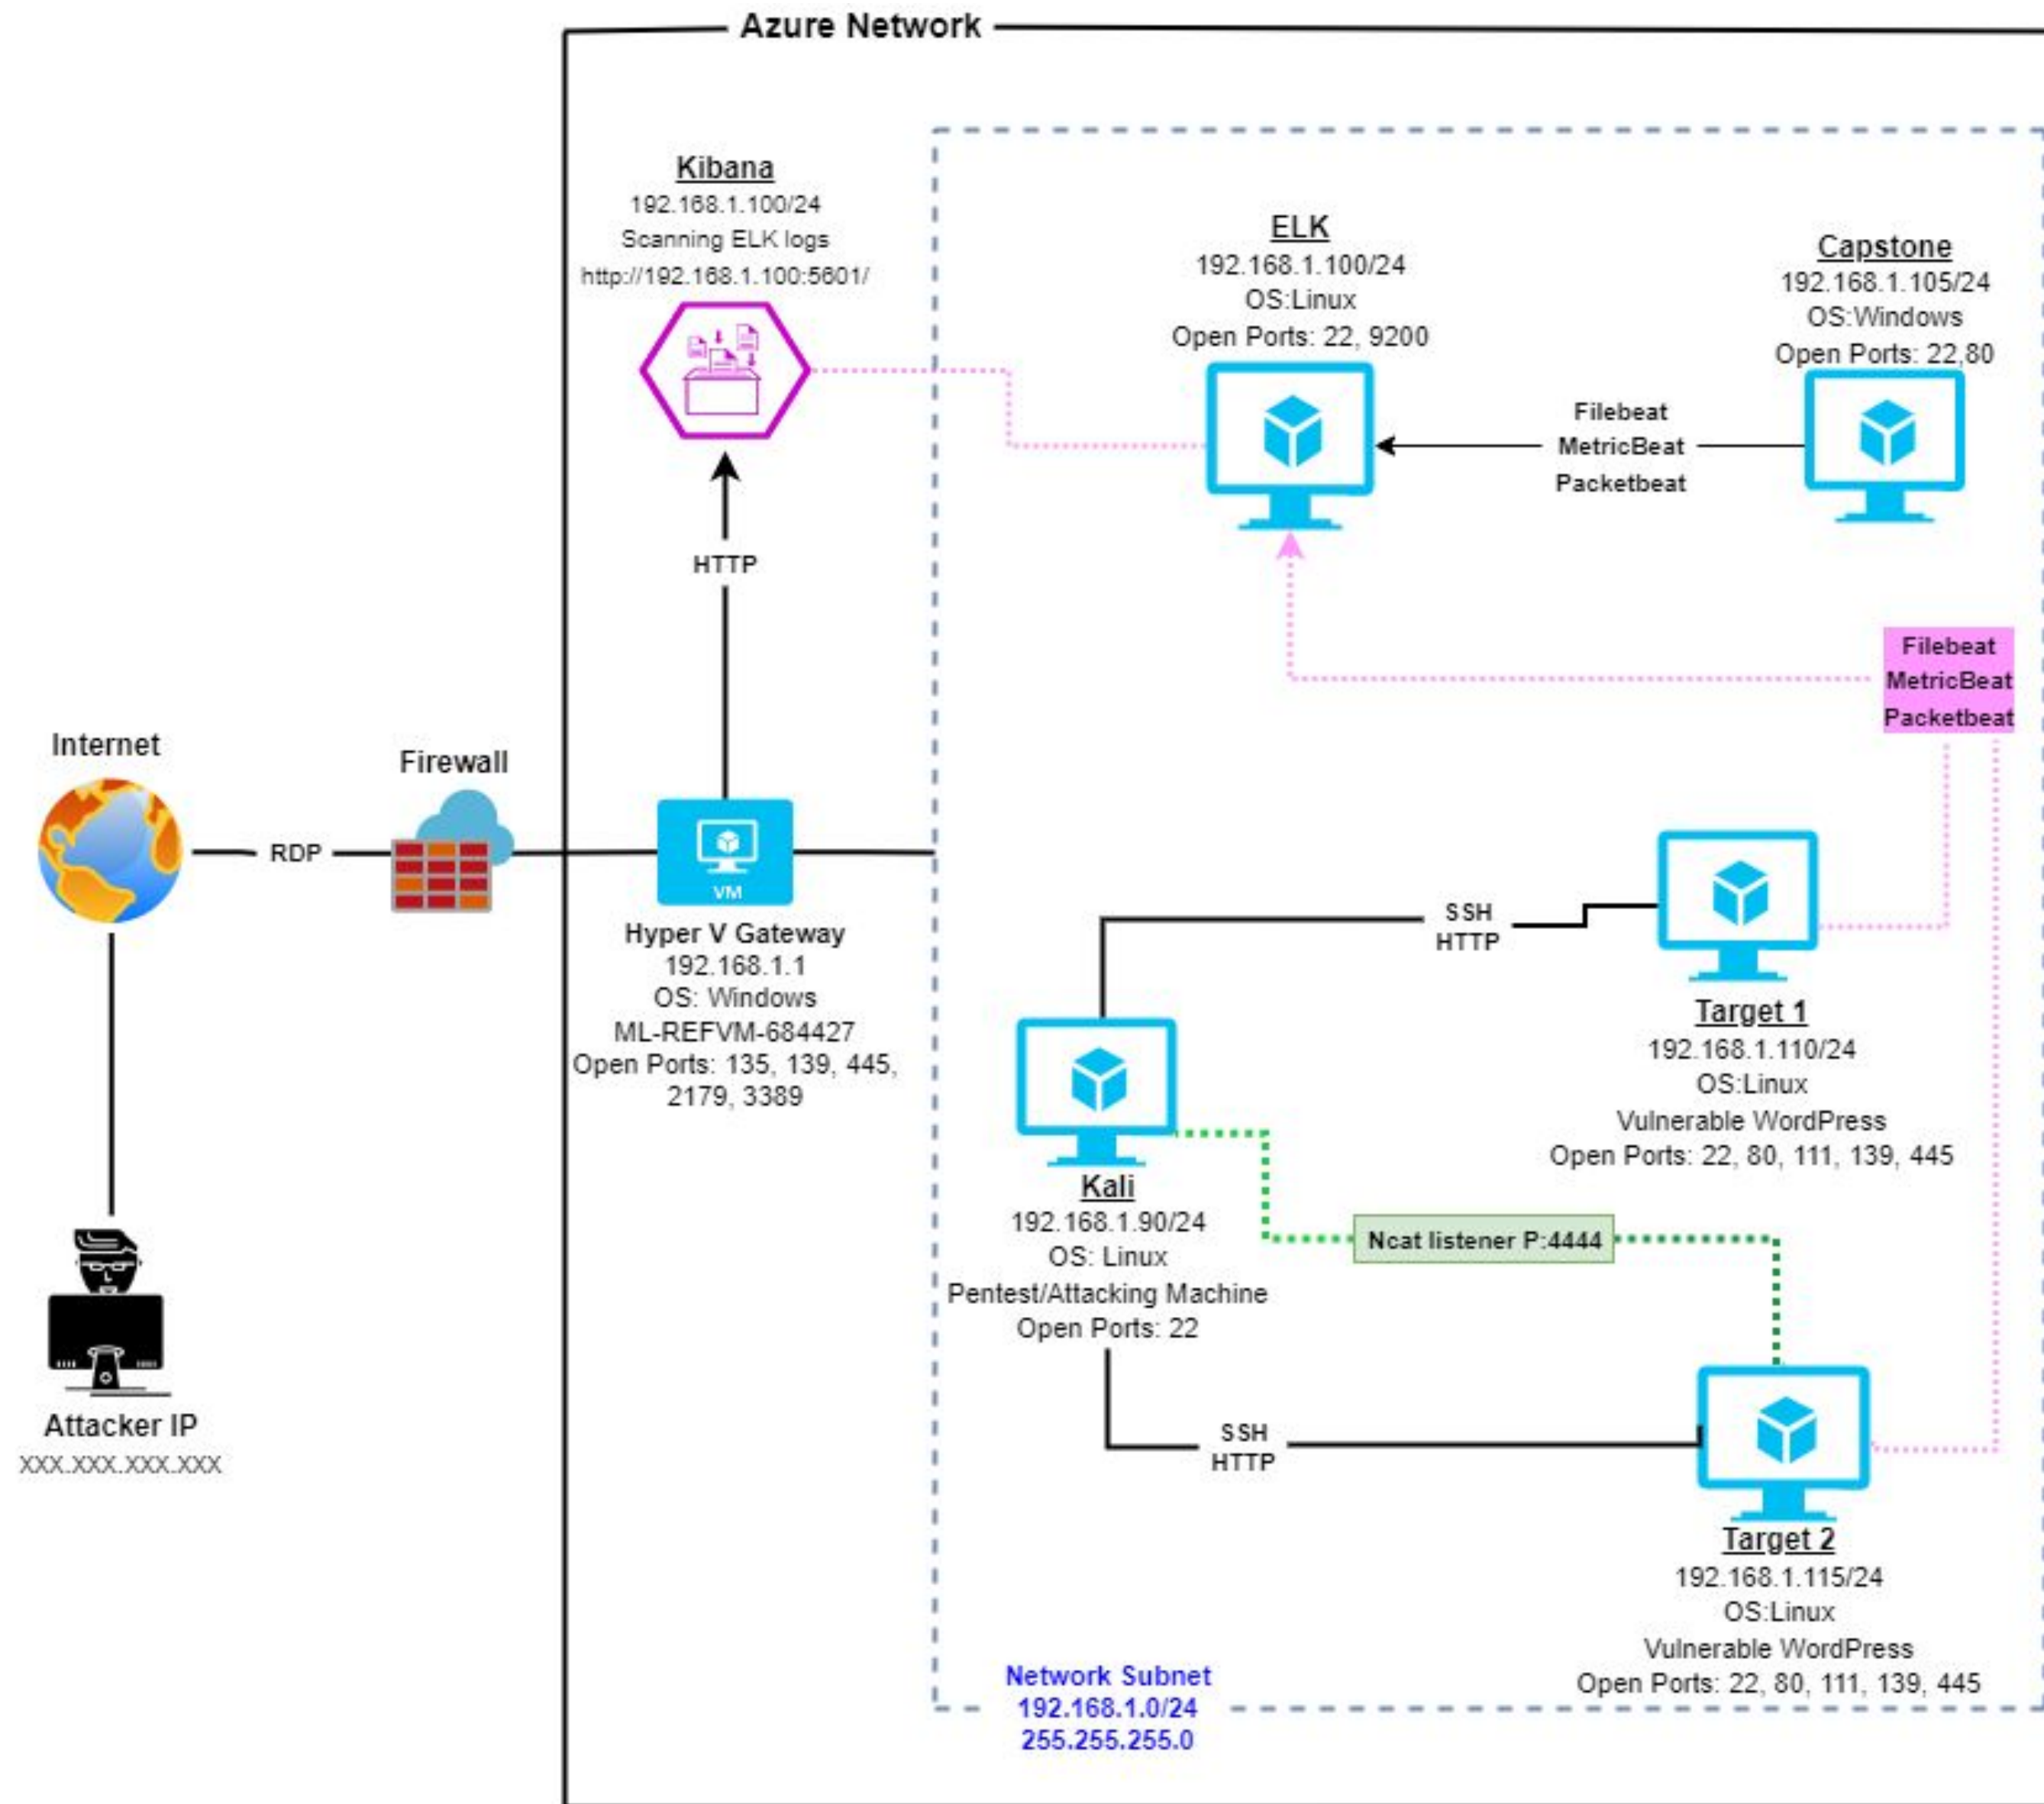 Azure Network
Kibana
192.168.1.100/24
Scanning ELK logs
http://192.168.1.100:5601/
ELK
192.168.1.100/24
OS:Linux
Open Ports: 22, 9200
Capstone
192.168.1.105/24
OS:Windows
Open Ports: 22,80
Filebeat
MetricBeat
Packetbeat
HTTP
Filebeat
MetricBeat
Packetbeat
Internet
RDP
Firewall
VM
Hyper V Gateway
192.168.1.1
OS: Windows
ML-REFVM-684427
Open Ports: 135, 139, 445,
2179, 3389
SSH
HTTP
Target 1
192.168.1.110/24
OS:Linux
Vulnerable WordPress
Open Ports: 22, 80, 111, 139, 445
Kali
192.168.1.90/24
OS: Linux
Pentest/Attacking Machine
Open Ports: 22
Ncat listener P:4444
SSH
HTTP
Attacker IP
XXX.XXX.XXX.XXX
Target 2
192.168.1.115/24
OS:Linux
Vulnerable WordPress
Open Ports: 22, 80, 111, 139, 445
Network Subnet
192.168.1.0/24
255.255.255.0